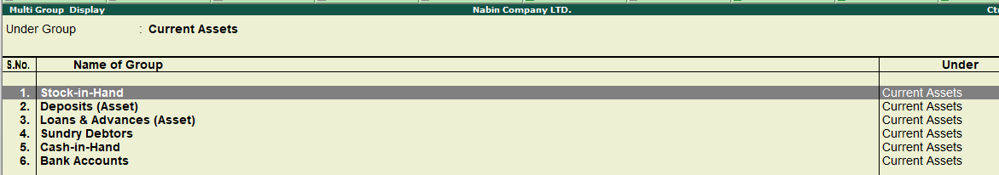 Multi Group Display Nabin Company LTD. Ctr
Under Group : Current Assets
S.No. Name of Group Under
1. Stock-in-Hand Current Assets
2. Deposits (Asset) Current Assets
3. Loans & Advances (Asset) Current Assets
4. Sundry Debtors Current Assets
5. Cash-in-Hand Current Assets
6. Bank Accounts Current Assets